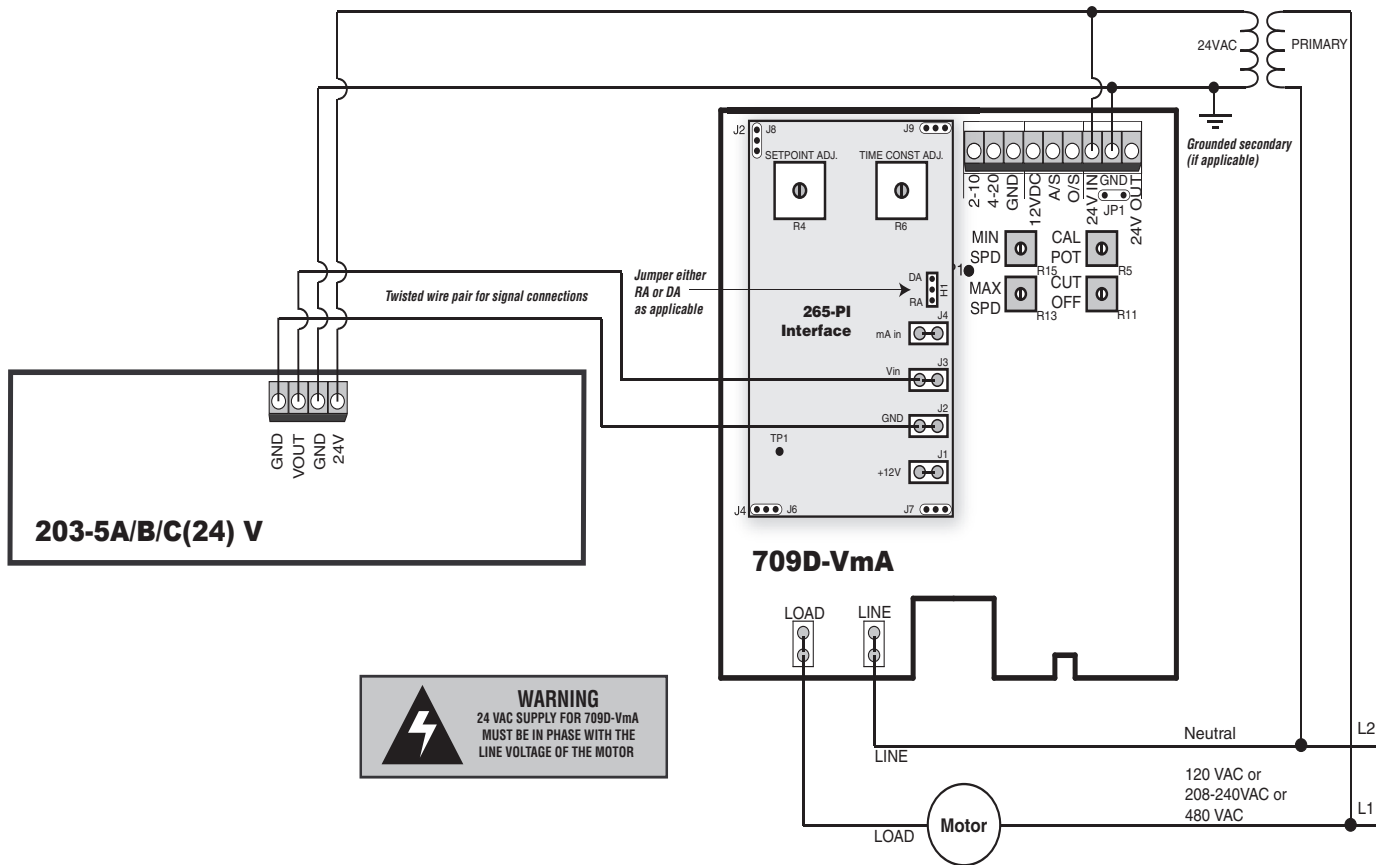 24VAC
PRIMARY
Grounded secondary
(if applicable)
J2
J8
J9
SETPOINT ADJ.
TIME CONST ADJ.
R4
R6
2-10
4-20
GND
12VDC
A/S
O/S
24V IN
GND
24V OUT
JP1
MIN
SPD
R15
CAL
POT
R5
MAX
SPD
R13
CUT
OFF
R11
P1
DA
H1
RA
Jumper either
RA or DA
as applicable
Twisted wire pair for signal connections
265-PI
Interface
J4
mA in
J3
Vin
J2
GND
J1
+12V
TP1
J4
J6
J7
GND
VOUT
GND
24V
203-5A/B/C(24) V
709D-VmA
LOAD
LINE
WARNING
24 VAC SUPPLY FOR 709D-VmA
MUST BE IN PHASE WITH THE
LINE VOLTAGE OF THE MOTOR
Neutral
L2
LINE
120 VAC or
208-240VAC or
480 VAC
L1
LOAD
Motor